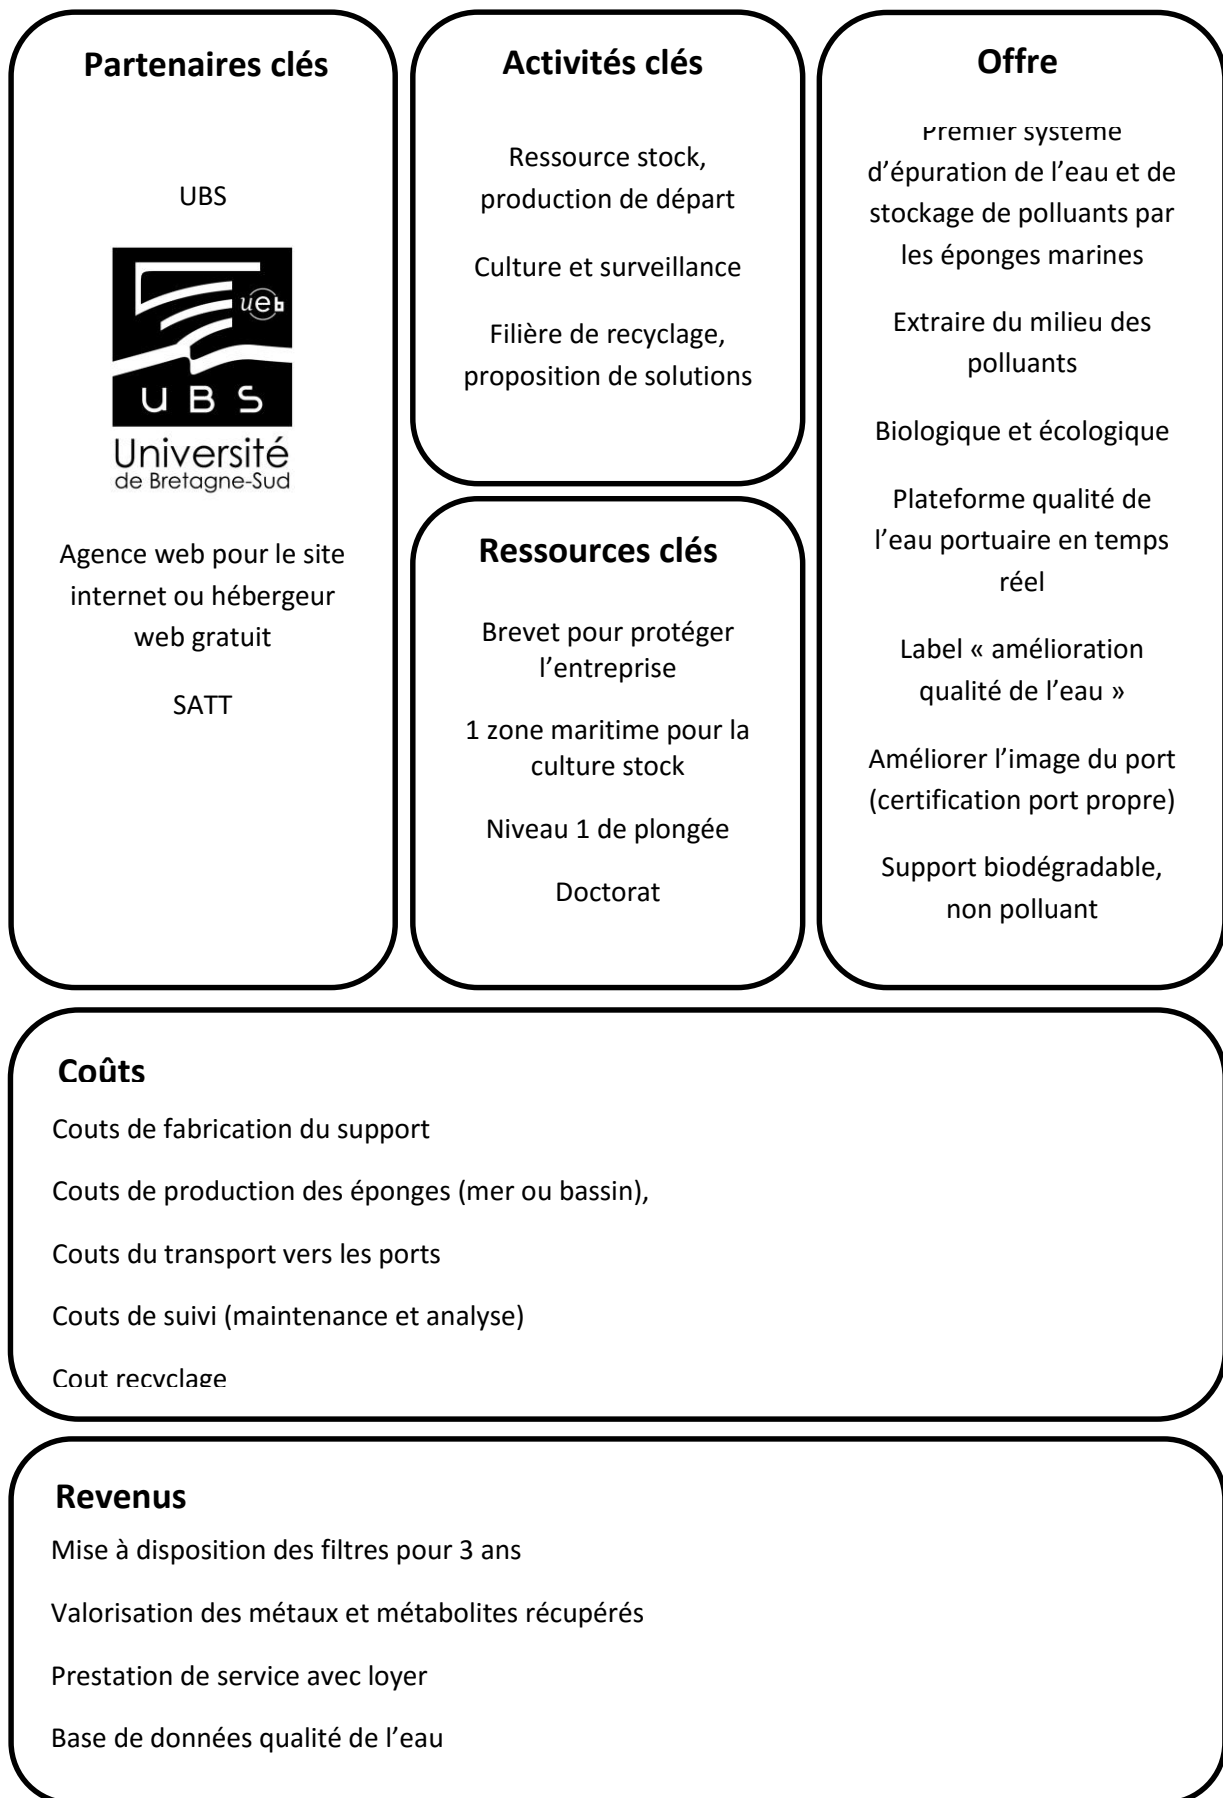 Partenaires clés
UBS
ueb
UBS
Université
de Bretagne-Sud
Agence web pour le site
internet ou hébergeur
web gratuit
SATT
Activités clés
Ressource stock,
production de départ
Culture et surveillance
Filière de recyclage,
proposition de solutions
Ressources clés
Brevet pour protéger
l’entreprise
1 zone maritime pour la
culture stock
Niveau 1 de plongée
Doctorat
Offre
Premier système
d’épuration de l’eau et de
stockage de polluants par
les éponges marines
Extraire du milieu des
polluants
Biologique et écologique
Plateforme qualité de
l’eau portuaire en temps
réel
Label « amélioration
qualité de l’eau »
Améliorer l’image du port
(certification port propre)
Support biodégradable,
non polluant
Coûts
Couts de fabrication du support
Couts de production des éponges (mer ou bassin),
Couts du transport vers les ports
Couts de suivi (maintenance et analyse)
Cout recyclage
Revenus
Mise à disposition des filtres pour 3 ans
Valorisation des métaux et métabolites récupérés
Prestation de service avec loyer
Base de données qualité de l’eau